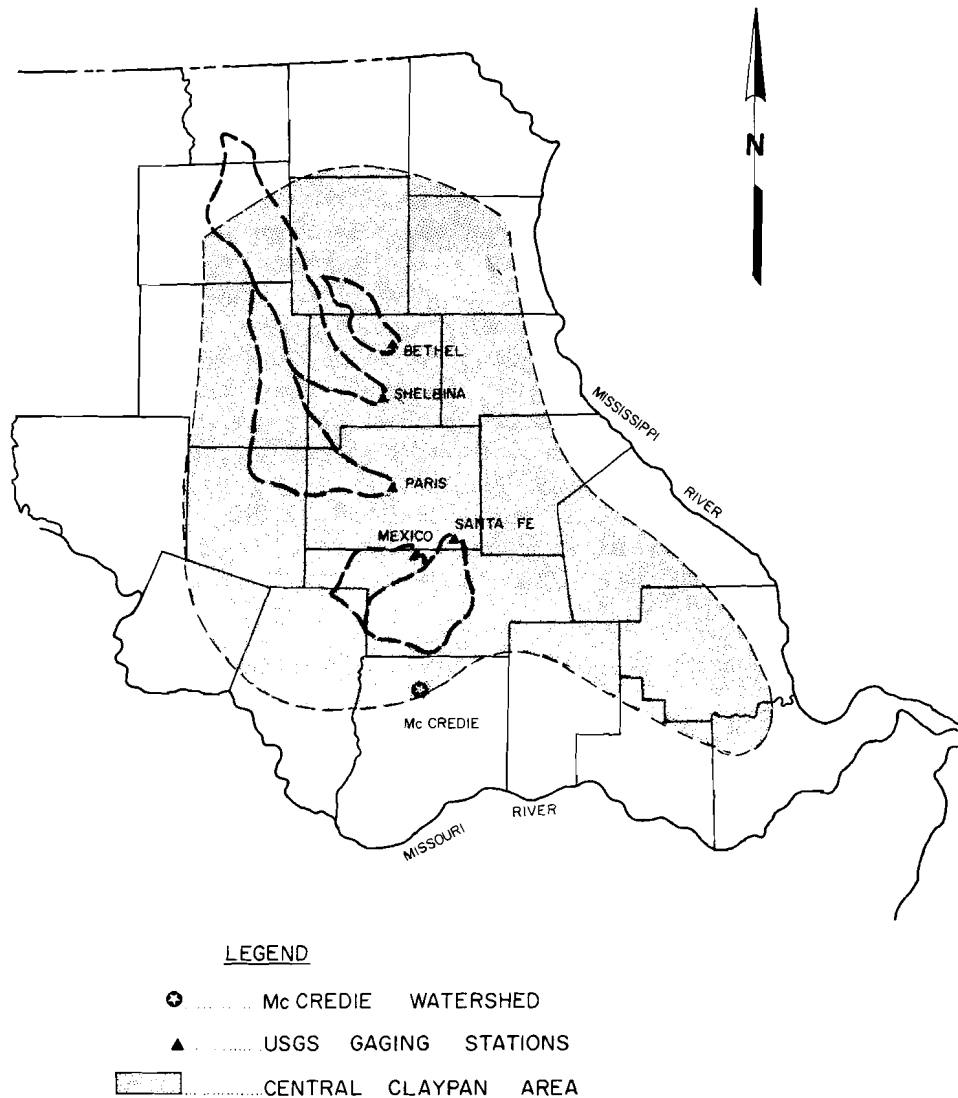 N
BETHEL
SHELBINA
MISSISSIPPI
RIVER
PARIS
SANTA FE
MEXICO
Mc CREDIE
MISSOURI
RIVER
LEGEND
Mc CREDIE WATERSHED
USGS GAGING STATIONS
CENTRAL CLAYPAN AREA